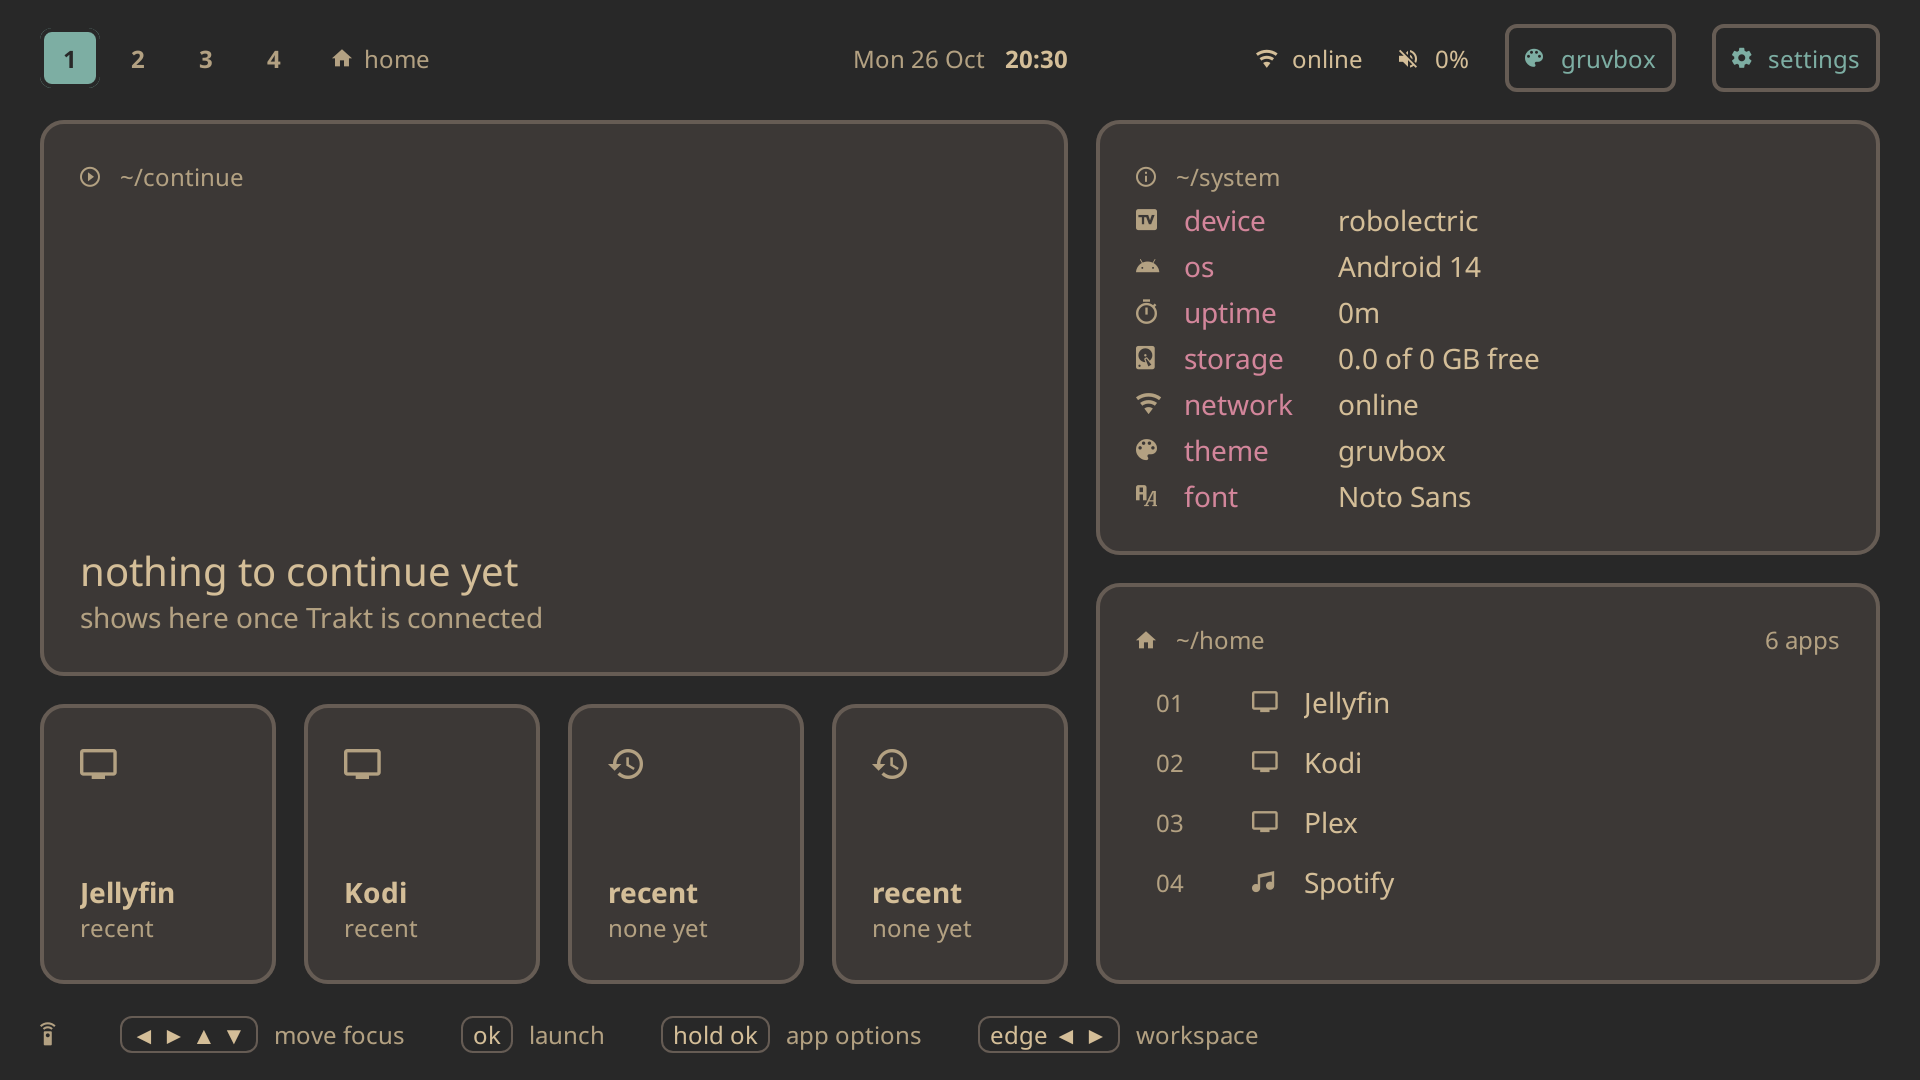 1 2 3 4 home Mon 26 Oct 20:30 online 0% gruvbox settings
~/continue
nothing to continue yet
shows here once Trakt is connected
~/system
device robolectric
os Android 14
uptime 0m
storage 0.0 of 0 GB free
network online
theme gruvbox
font Noto Sans
Jellyfin
recent
Kodi
recent
recent
none yet
recent
none yet
~/home 6 apps
01 Jellyfin
02 Kodi
03 Plex
04 Spotify
◀ ▶ ▲ ▼ move focus ok launch hold ok app options edge ◀ ▶ workspace